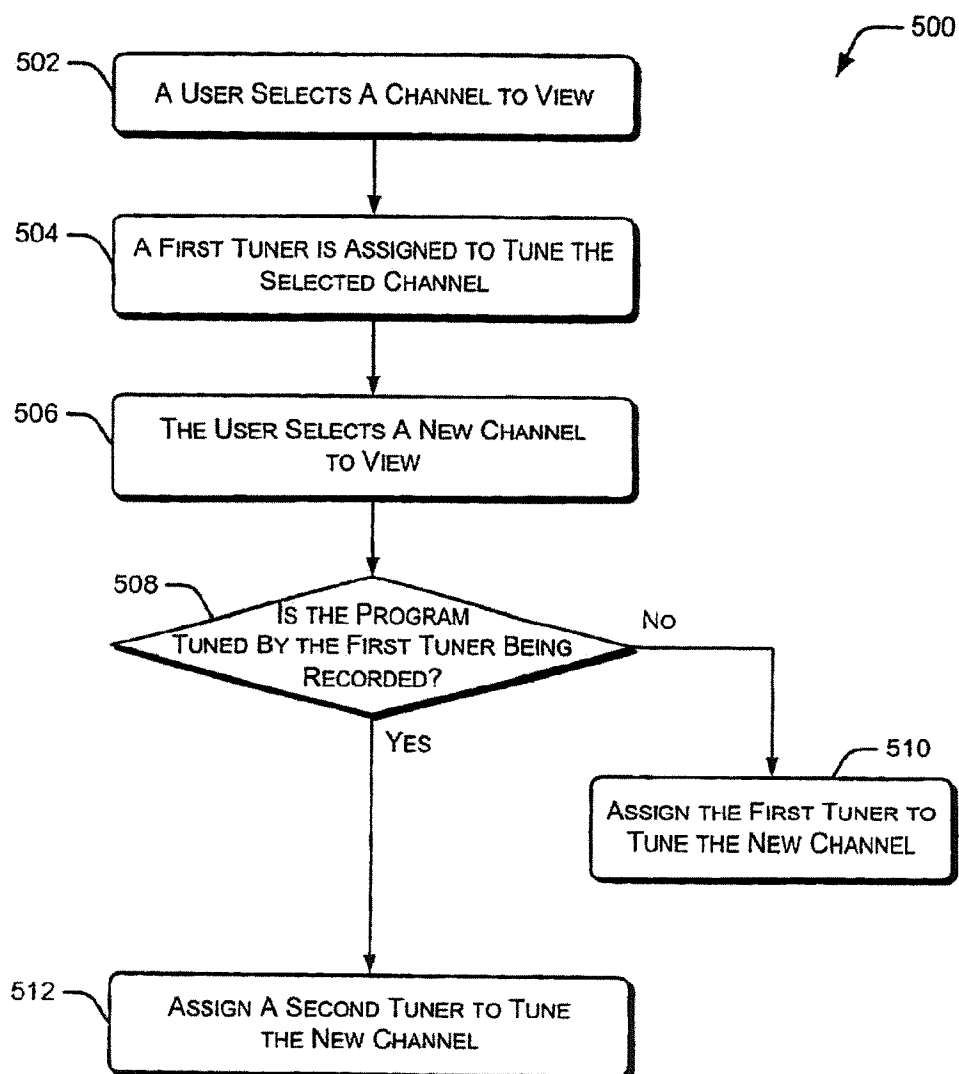 500
502
A USER SELECTS A CHANNEL TO VIEW
504
A FIRST TUNER IS ASSIGNED TO TUNE THE
SELECTED CHANNEL
506
THE USER SELECTS A NEW CHANNEL
TO VIEW
508
IS THE PROGRAM
TUNED BY THE FIRST TUNER BEING
RECORDED?
NO
YES
510
ASSIGN THE FIRST TUNER TO
TUNE THE NEW CHANNEL
512
ASSIGN A SECOND TUNER TO TUNE
THE NEW CHANNEL